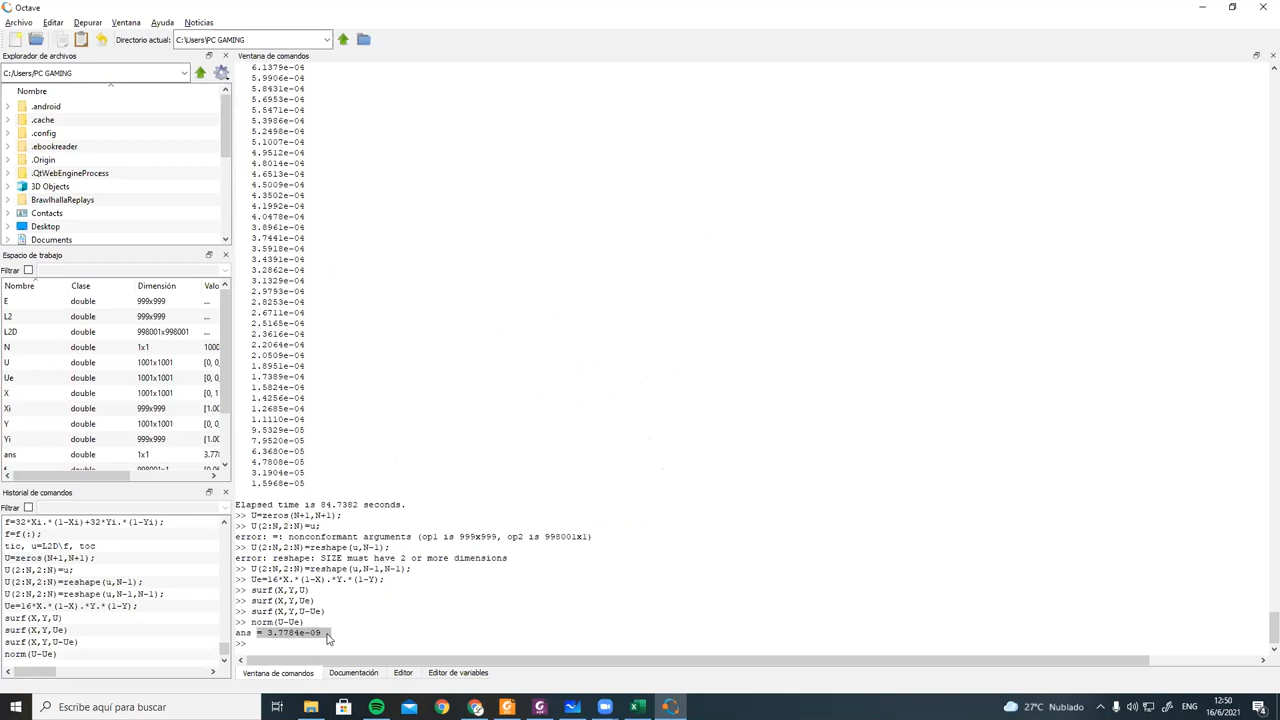 Octave
Archivo Editar Depurar Ventana Ayuda Noticias
Directorio actual: C:\Users\PC GAMING
Explorador de archivos
C:/Users/PC GAMING
Nombre
.android
.cache
.config
.ebookreader
.Origin
.QtWebEngineProcess
3D Objects
BrawlhallaReplays
Contacts
Desktop
Documents
Espacio de trabajo
Filtrar
Nombre Clase Dimensión Valo
E double 999x999 ...
L2 double 999x999 ...
L2D double 998001x998001 ...
N double 1x1 1000
U double 1001x1001 [0, 0,
Ue double 1001x1001 [0, 0,
X double 1001x1001 [0, 1
Xi double 999x999 [1.00
Y double 1001x1001 [0, 0,
Yi double 999x999 [1.00
ans double 1x1 3.778
f double 998001x1 [0.06
Historial de comandos
Filtrar
f=32*Xi.*(1-Xi)+32*Yi.*(1-Yi);
f=f(:);
tic, u=L2D\f, toc
U=zeros(N+1,N+1);
U(2:N,2:N)=u;
U(2:N,2:N)=reshape(u,N-1);
U(2:N,2:N)=reshape(u,N-1,N-1);
Ue=16*X.*(1-X).*Y.*(1-Y);
surf(X,Y,U)
surf(X,Y,Ue)
surf(X,Y,U-Ue)
norm(U-Ue)
Ventana de comandos
6.1379e-04
5.9906e-04
5.8431e-04
5.6953e-04
5.5471e-04
5.3986e-04
5.2498e-04
5.1007e-04
4.9512e-04
4.8014e-04
4.6513e-04
4.5009e-04
4.3502e-04
4.1992e-04
4.0478e-04
3.8961e-04
3.7441e-04
3.5918e-04
3.4391e-04
3.2862e-04
3.1329e-04
2.9793e-04
2.8253e-04
2.6711e-04
2.5165e-04
2.3616e-04
2.2064e-04
2.0509e-04
1.8951e-04
1.7389e-04
1.5824e-04
1.4256e-04
1.2685e-04
1.1110e-04
9.5329e-05
7.9520e-05
6.3680e-05
4.7808e-05
3.1904e-05
1.5968e-05
Elapsed time is 84.7382 seconds.
>> U=zeros(N+1,N+1);
>> U(2:N,2:N)=u;
error: =: nonconformant arguments (op1 is 999x999, op2 is 998001x1)
>> U(2:N,2:N)=reshape(u,N-1);
error: reshape: SIZE must have 2 or more dimensions
>> U(2:N,2:N)=reshape(u,N-1,N-1);
>> Ue=16*X.*(1-X).*Y.*(1-Y);
>> surf(X,Y,U)
>> surf(X,Y,Ue)
>> surf(X,Y,U-Ue)
>> norm(U-Ue)
ans = 3.7784e-09
>>
Ventana de comandos Documentación Editor Editor de variables
Escribe aquí para buscar
27°C Nublado
12:50
16/6/2021